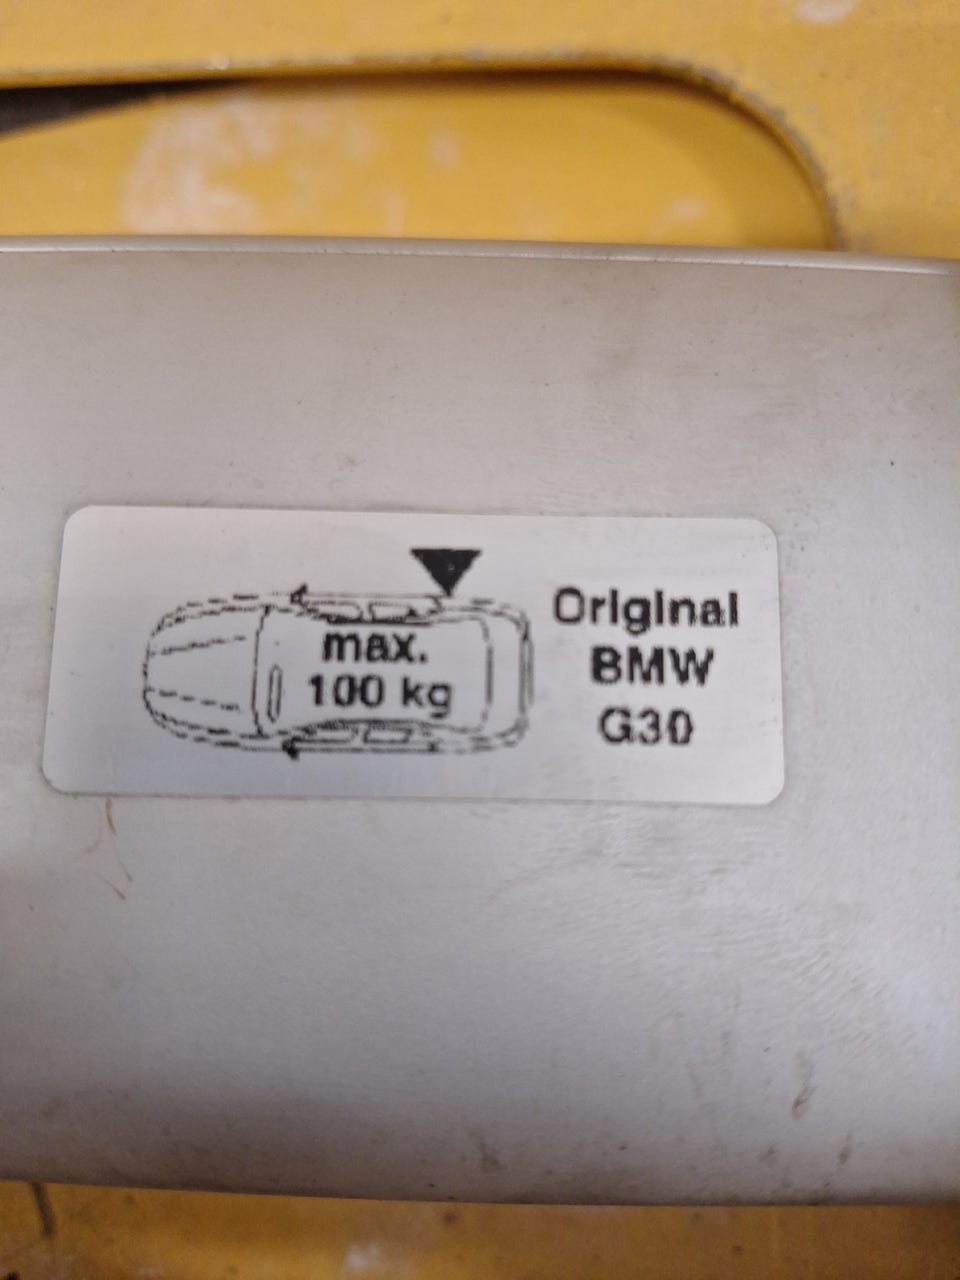 max.
100 kg
Original
BMW
G30